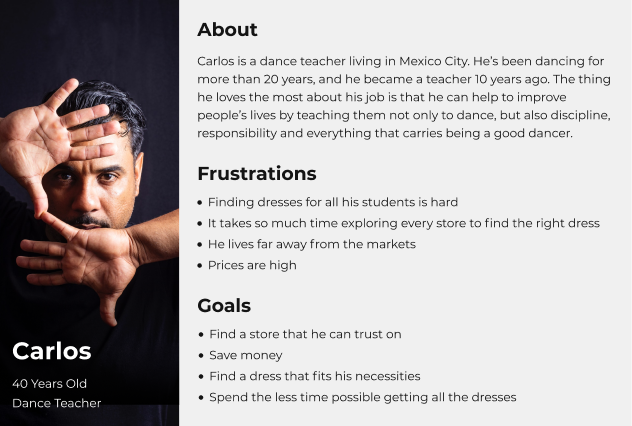 About
Carlos is a dance teacher living in Mexico City. He's been dancing for
more than 20 years, and he became a teacher 10 years ago. The thing
he loves the most about his job is that he can help to improve
people's lives by teaching them not only to dance, but also discipline,
responsibility and everything that carries being a good dancer.
Frustrations
• Finding dresses for all his students is hard
• It takes so much time exploring every store to find the right dress
• He lives far away from the markets
• Prices are high
Goals
• Find a store that he can trust on
• Save money
• Find a dress that fits his necessities
• Spend the less time possible getting all the dresses
Carlos
40 Years Old
Dance Teacher